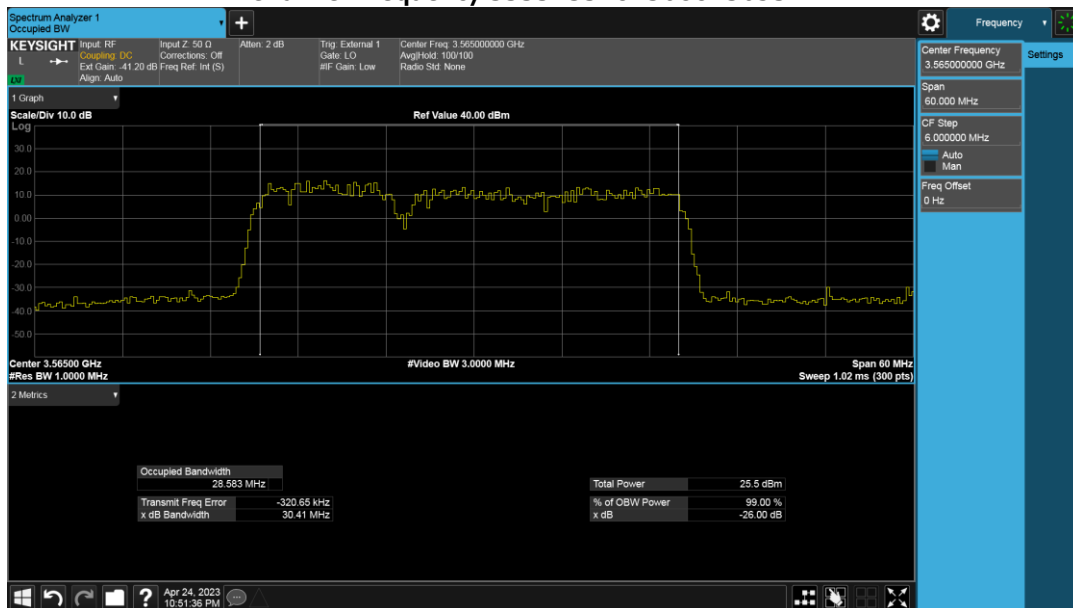 Spectrum Analyzer 1
Occupied BW
+
Frequency
KEYSIGHT
L
LXI
Input: RF
Coupling: DC
Ext Gain: -41.20 dB
Align: Auto
Input Z: 50 Ω
Corrections: Off
Freq Ref: Int (S)
Atten: 2 dB
Trig: External 1
Gate: LO
#IF Gain: Low
Center Freq: 3.565000000 GHz
Avg|Hold: 100/100
Radio Std: None
Center Frequency
3.565000000 GHz
Settings
Span
60.000 MHz
CF Step
6.000000 MHz
Auto
Man
Freq Offset
0 Hz
1 Graph
Scale/Div 10.0 dB
Ref Value 40.00 dBm
Log
30.0
20.0
10.0
0.00
-10.0
-20.0
-30.0
-40.0
-50.0
Center 3.56500 GHz
#Video BW 3.0000 MHz
Span 60 MHz
#Res BW 1.0000 MHz
Sweep 1.02 ms (300 pts)
2 Metrics
Occupied Bandwidth
28.583 MHz
Transmit Freq Error -320.65 kHz
x dB Bandwidth 30.41 MHz
Total Power 25.5 dBm
% of OBW Power 99.00 %
x dB -26.00 dB
?
Apr 24, 2023
10:51:36 PM